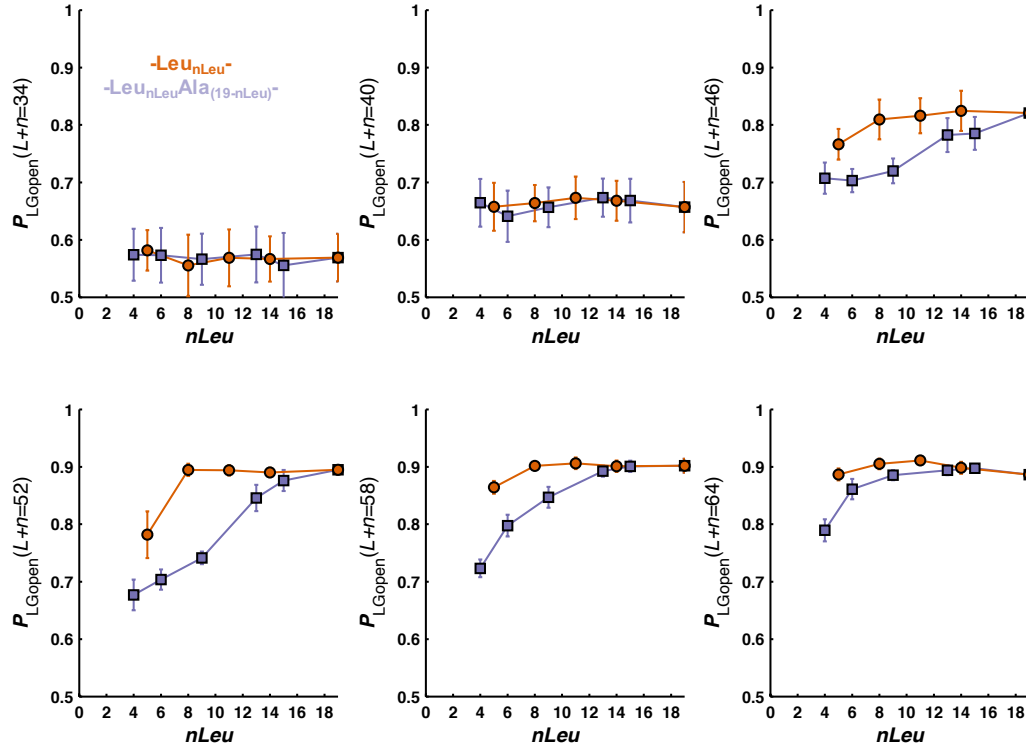 1
0.9
0.8
0.7
0.6
0.5
0 2 4 6 8 10 12 14 16 18
nLeu
P_LGopen(L+n=34)
-Leu_nLeu-
-Leu_nLeuAla_(19-nLeu)-
1
0.9
0.8
0.7
0.6
0.5
0 2 4 6 8 10 12 14 16 18
nLeu
P_LGopen(L+n=40)
1
0.9
0.8
0.7
0.6
0.5
0 2 4 6 8 10 12 14 16 18
nLeu
P_LGopen(L+n=46)
1
0.9
0.8
0.7
0.6
0.5
0 2 4 6 8 10 12 14 16 18
nLeu
P_LGopen(L+n=52)
1
0.9
0.8
0.7
0.6
0.5
0 2 4 6 8 10 12 14 16 18
nLeu
P_LGopen(L+n=58)
1
0.9
0.8
0.7
0.6
0.5
0 2 4 6 8 10 12 14 16 18
nLeu
P_LGopen(L+n=64)